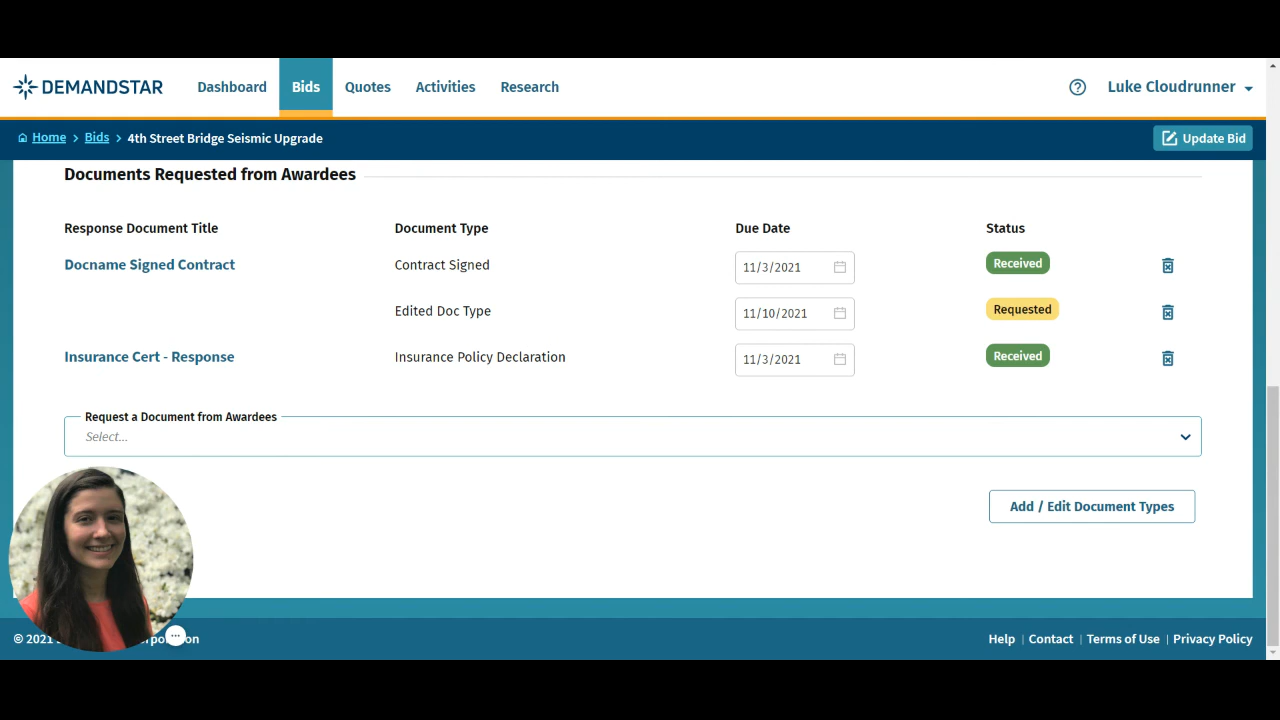 DEMANDSTAR Dashboard Bids Quotes Activities Research Luke Cloudrunner
Home > Bids > 4th Street Bridge Seismic Upgrade Update Bid
Documents Requested from Awardees
Response Document Title Document Type Due Date Status
Docname Signed Contract Contract Signed 11/3/2021 Received
Edited Doc Type 11/10/2021 Requested
Insurance Cert - Response Insurance Policy Declaration 11/3/2021 Received
Request a Document from Awardees
Select...
Add / Edit Document Types
© 2021 Help | Contact | Terms of Use | Privacy Policy